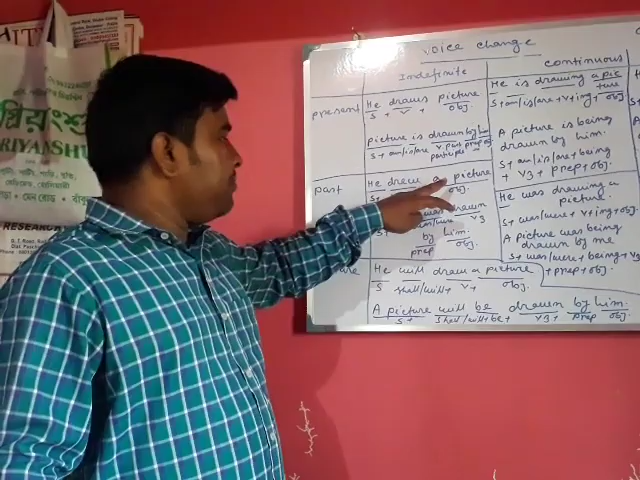 voice change
Indefinite
continuous
present
He draws picture
S + V + obj.
picture is drawn by him
S + am/is/are V past prep obj
participle
He is drawing a pic
ture
S+am/is/are+v+ing+ obj
A picture is being
drawn by him.
S+ am/is/are+being
+ V3 + prep+obj.
past
He drew a picture
S+ obj.
was drawn
S+ V3
by him.
prep obj.
He was drawing a
picture.
S+ was/were+v+ing+obj
A picture was being
drawn by me
S+was/were+being+V3
+prep+obj.
He will draw a picture
S shall/will+ V+ obj.
A picture will be drawn by him.
S+ shall/will+be+ V3+ prep obj
প্রিয়াংশু
RIYANSHU